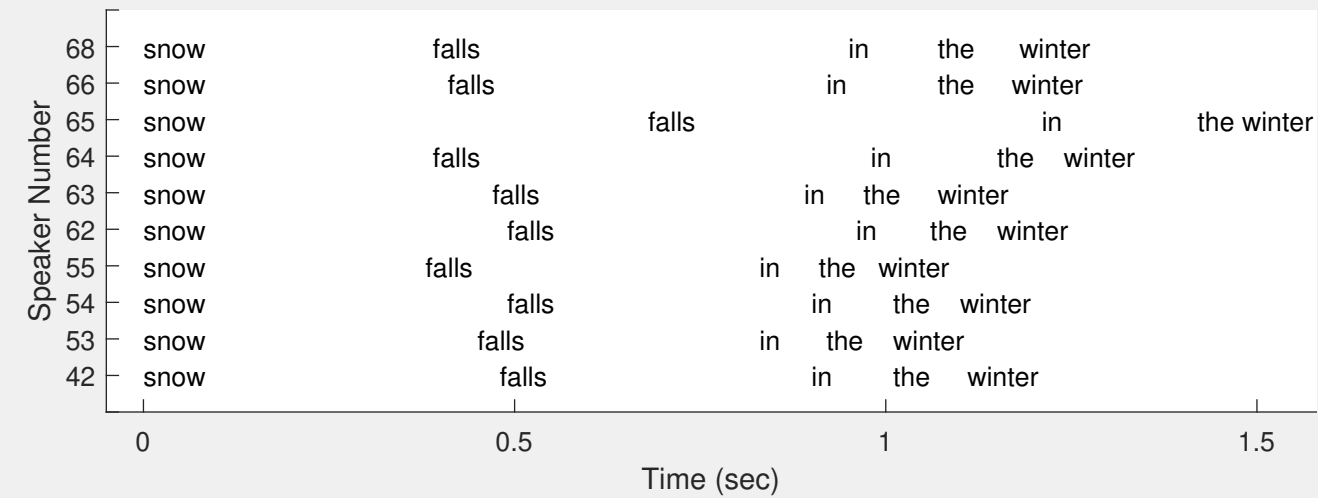 68 snow falls in the winter
66 snow falls in the winter
65 snow falls in the winter
64 snow falls in the winter
63 snow falls in the winter
62 snow falls in the winter
55 snow falls in the winter
54 snow falls in the winter
53 snow falls in the winter
42 snow falls in the winter
Speaker Number
0 0.5 1 1.5
Time (sec)